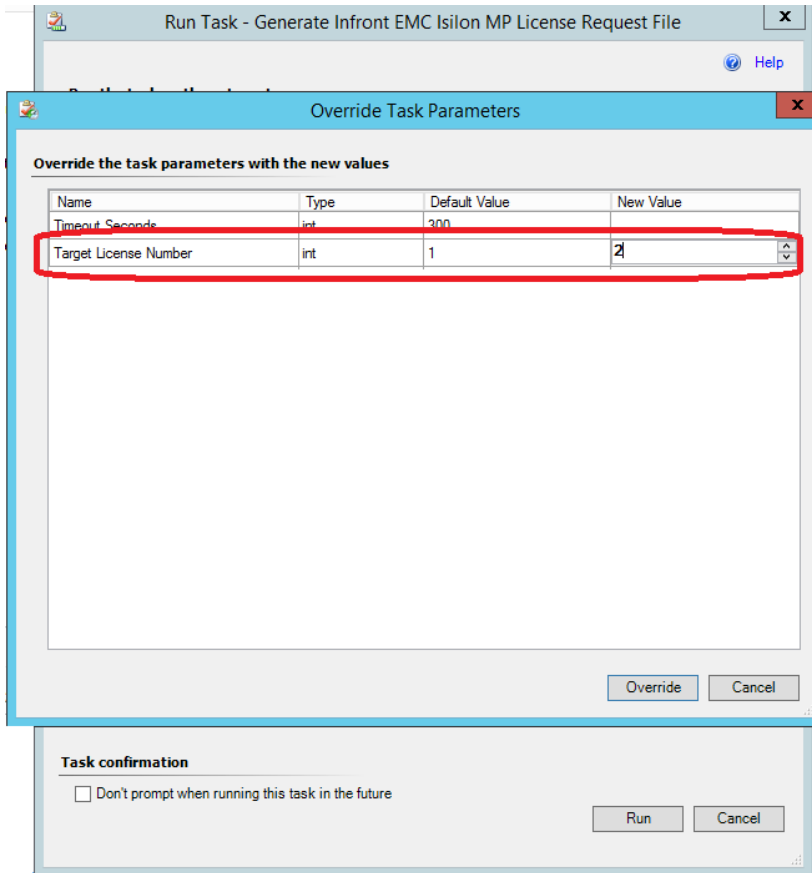 Run Task - Generate Infront EMC Isilon MP License Request File
x
Help
Override Task Parameters
x
Override the task parameters with the new values
Name Type Default Value New Value
Timeout Seconds int 300
Target License Number int 1 2
Override Cancel
Task confirmation
Don't prompt when running this task in the future
Run Cancel